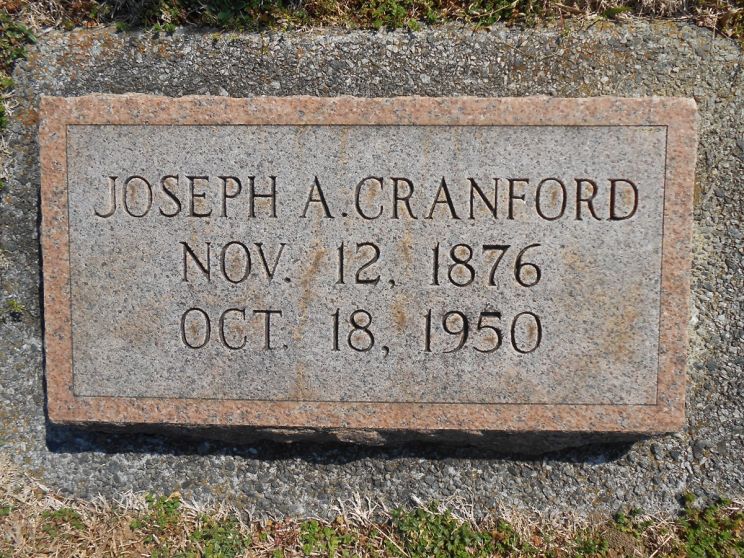 JOSEPH A. CRANFORD
NOV. 12, 1876
OCT. 18, 1950